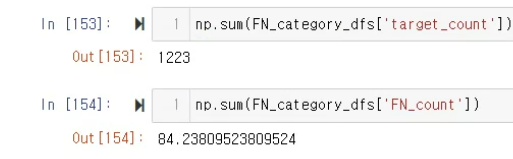 In [153]: 1 np.sum(FN_category_dfs['target_count'])
Out[153]: 1223
In [154]: 1 np.sum(FN_category_dfs['FN_count'])
Out[154]: 84.23809523809524